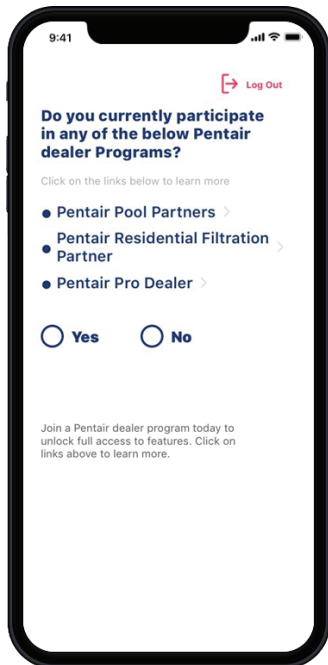 9:41
Log Out
Do you currently participate
in any of the below Pentair
dealer Programs?
Click on the links below to learn more
Pentair Pool Partners
Pentair Residential Filtration
Partner
Pentair Pro Dealer
Yes No
Join a Pentair dealer program today to
unlock full access to features. Click on
links above to learn more.